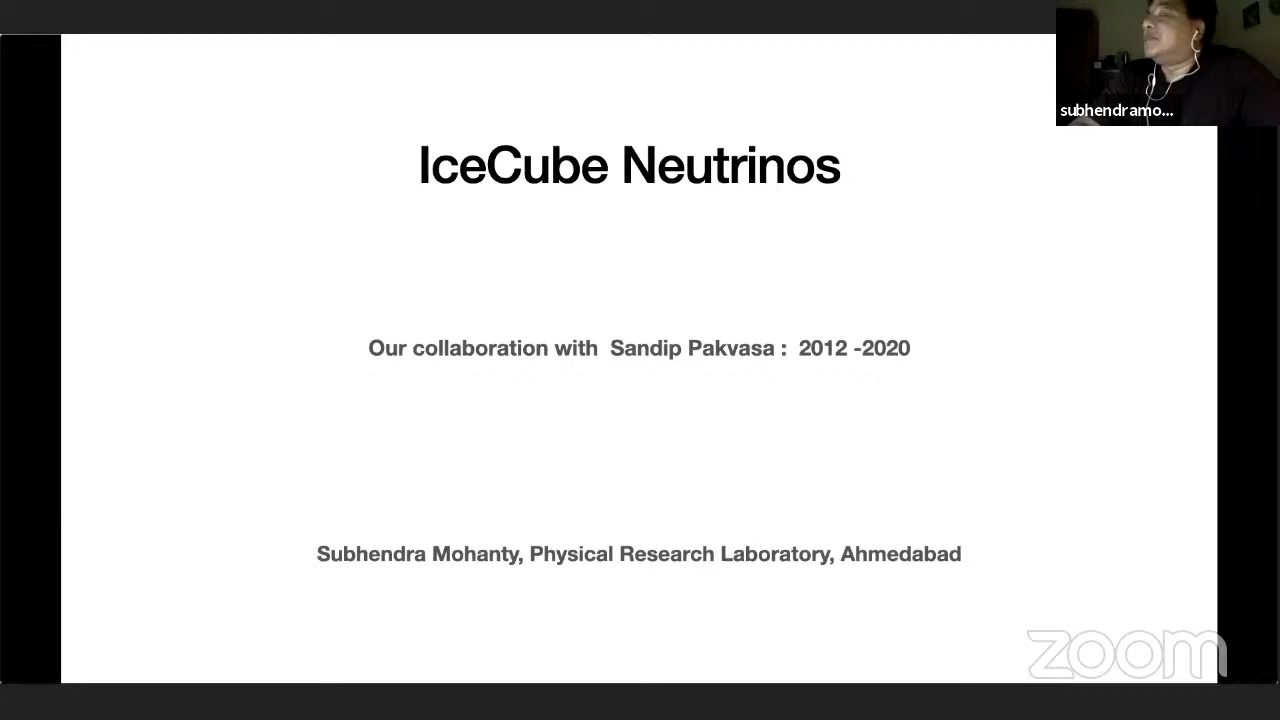 subhendramo...
IceCube Neutrinos
Our collaboration with Sandip Pakvasa : 2012 -2020
Subhendra Mohanty, Physical Research Laboratory, Ahmedabad
zoom